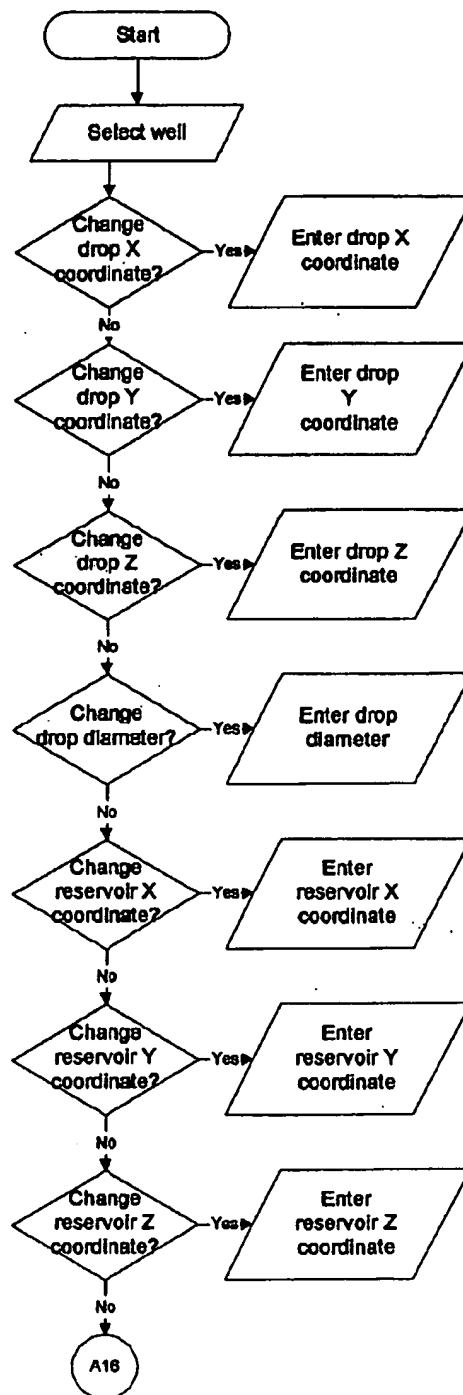 Start
Select well
Change
drop X
coordinate?
Yes
Enter drop X
coordinate
No
Change
drop Y
coordinate?
Yes
Enter drop
Y
coordinate
No
Change
drop Z
coordinate?
Yes
Enter drop Z
coordinate
No
Change
drop diameter?
Yes
Enter drop
diameter
No
Change
reservoir X
coordinate?
Yes
Enter
reservoir X
coordinate
No
Change
reservoir Y
coordinate?
Yes
Enter
reservoir Y
coordinate
No
Change
reservoir Z
coordinate?
Yes
Enter
reservoir Z
coordinate
No
A16